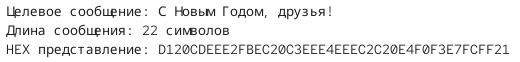 Целевое сообщение: С Новым Годом, друзья!
Длина сообщения: 22 символов
HEX представление: D120CDEEE2FBEC20C3EEE4EEEC2C20E4F0F3E7FCFF21